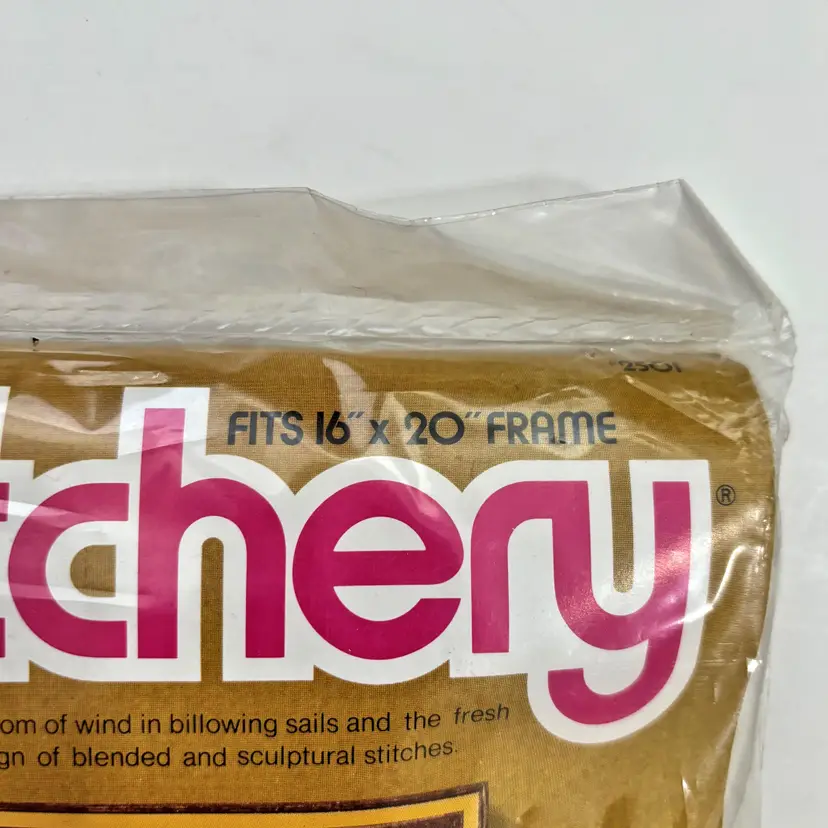 2501
FITS 16" x 20" FRAME
tchery®
om of wind in billowing sails and the fresh
gn of blended and sculptural stitches.